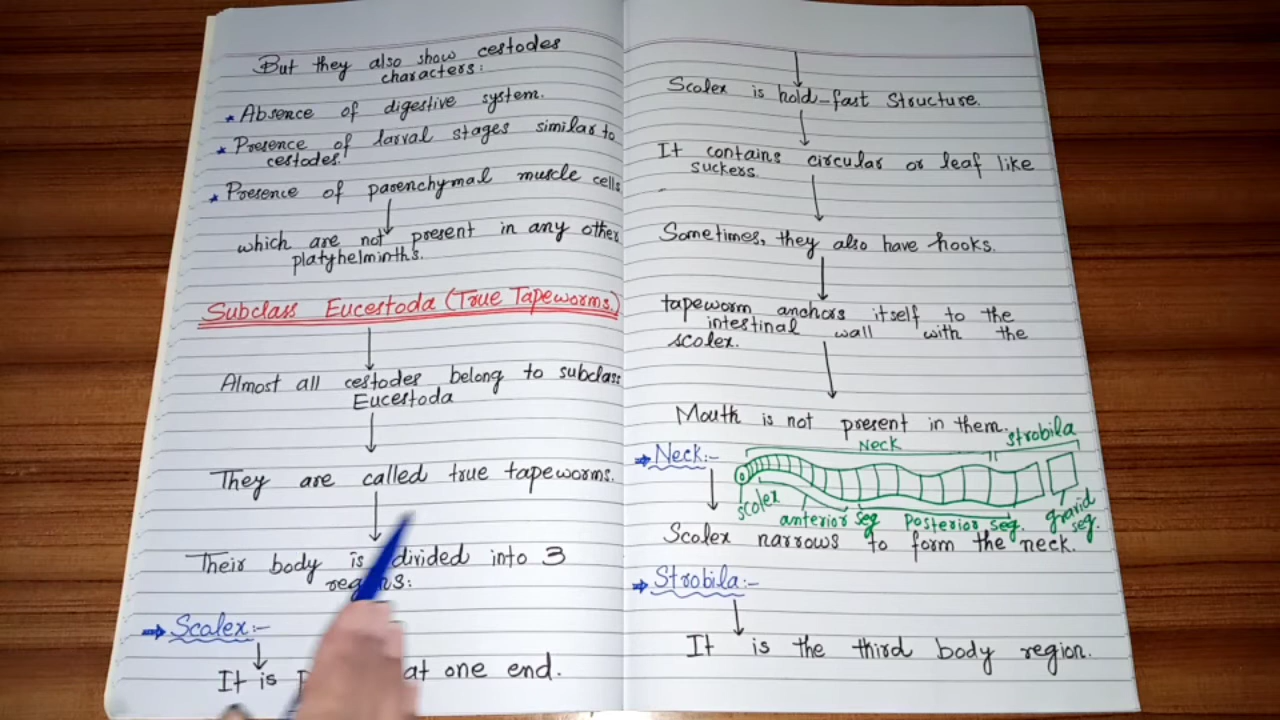 But they also show cestodes
characters:
★ Absence of digestive system.
★ Presence of larval stages similar to
cestodes.
★ Presence of parenchymal muscle cells
which are not present in any other
platyhelminths.
Subclass Eucestoda (True Tapeworms.)
Almost all cestodes belong to subclass
Eucestoda
They are called true tapeworms.
Their body is divided into 3
Scalex:-
It is at one end.
Scalex is hold-fast Structure.
It contains circular or leaf like
suckers.
Sometimes, they also have hooks.
tapeworm anchors itself to the
intestinal wall with the
scolex.
Mouth is not present in them.
Neck:-
Neck
strobila
scolex
anterior seg
posterior seg.
gravid
seg.
Scalex narrows to form the neck.
Strobila:-
It is the third body region.